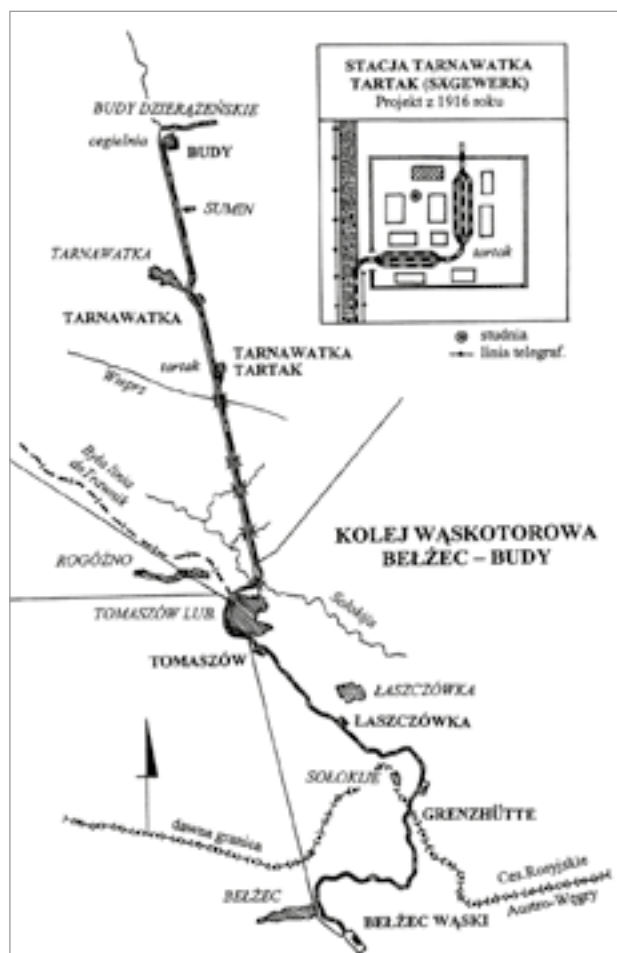 STACJA TARNAWATKA
TARTAK (SÄGEWERK)
Projekt z 1916 roku
tartak
studnia
linia telegraf.
BUDY DZIERĄŻEŃSKIE
cegielnia
BUDY
SUMIN
TARNAWATKA
TARNAWATKA
TARNAWATKA
TARTAK
tartak
Wieprz
Była linia
do Trawnik
KOLEJ WĄSKOTOROWA
BEŁŻEC – BUDY
ROGÓŹNO
TOMASZÓW LUB.
Sołokija
TOMASZÓW
ŁASZCZÓWKA
ŁASZCZÓWKA
SOŁOKIJE
GRENZHÜTTE
dawna granica
Ces. Rosyjskie
Austro-Węgry
BEŁŻEC
BEŁŻEC WĄSKI